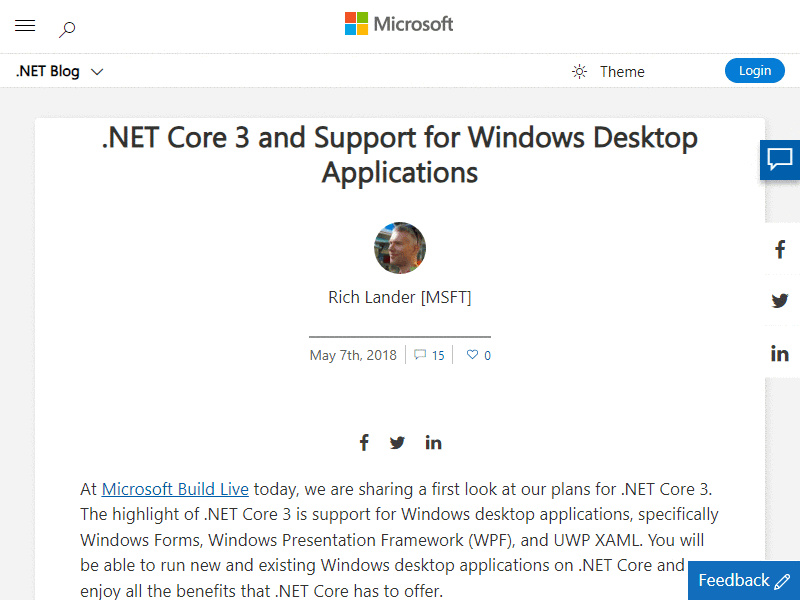 Microsoft
.NET Blog
Theme
Login
.NET Core 3 and Support for Windows Desktop
Applications
Rich Lander [MSFT]
May 7th, 2018
15
0
At Microsoft Build Live today, we are sharing a first look at our plans for .NET Core 3.
The highlight of .NET Core 3 is support for Windows desktop applications, specifically
Windows Forms, Windows Presentation Framework (WPF), and UWP XAML. You will
be able to run new and existing Windows desktop applications on .NET Core and
enjoy all the benefits that .NET Core has to offer.
Feedback